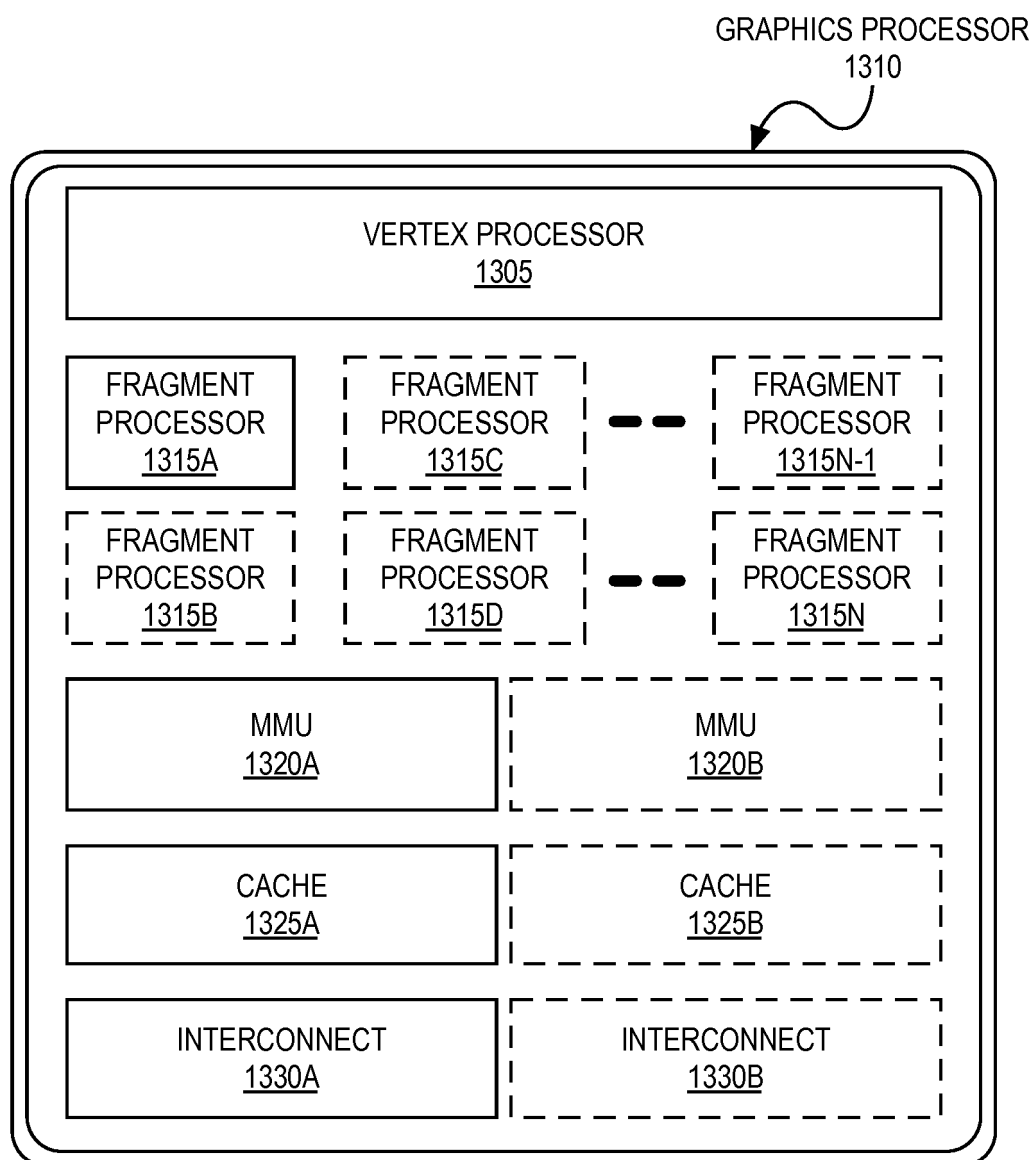 GRAPHICS PROCESSOR
1310
VERTEX PROCESSOR
1305
FRAGMENT
PROCESSOR
1315A
FRAGMENT
PROCESSOR
1315C
FRAGMENT
PROCESSOR
1315N-1
FRAGMENT
PROCESSOR
1315B
FRAGMENT
PROCESSOR
1315D
FRAGMENT
PROCESSOR
1315N
MMU
1320A
MMU
1320B
CACHE
1325A
CACHE
1325B
INTERCONNECT
1330A
INTERCONNECT
1330B